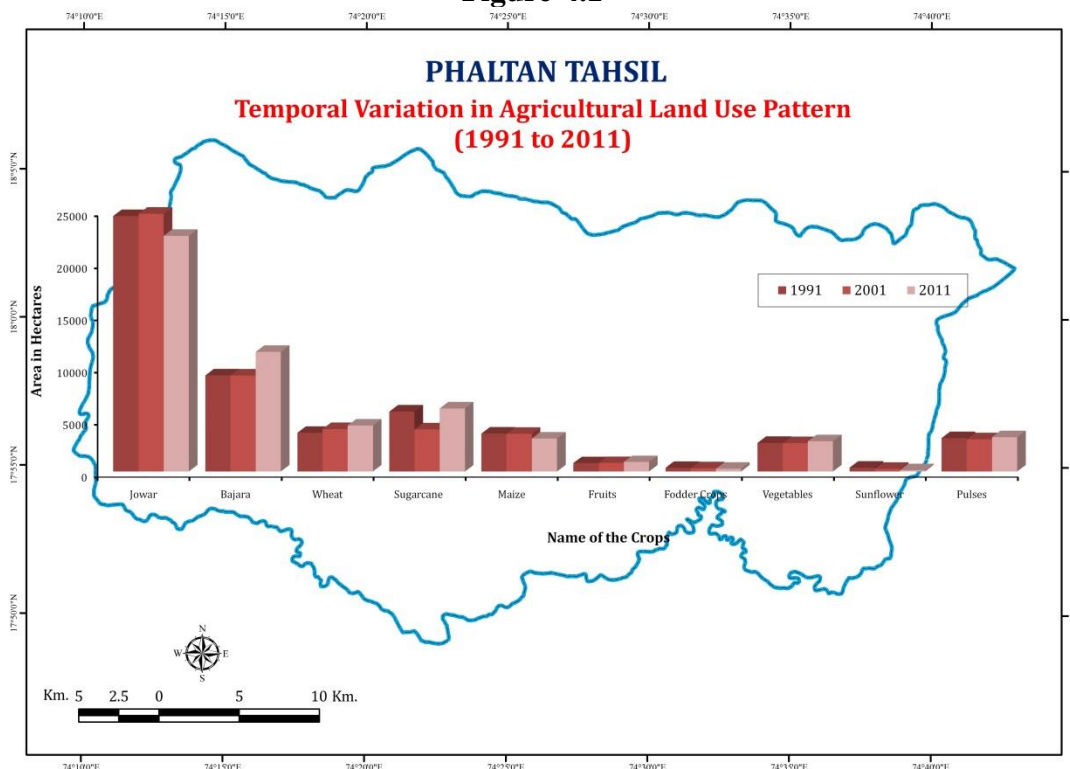 74°10'0"E 74°15'0"E 74°20'0"E 74°25'0"E 74°30'0"E 74°35'0"E 74°40'0"E
PHALTAN TAHSIL
Temporal Variation in Agricultural Land Use Pattern
(1991 to 2011)
18°5'0"N
18°0'0"N
17°55'0"N
17°50'0"N
Area in Hectares
25000
20000
15000
10000
5000
0
1991 2001 2011
Jowar Bajara Wheat Sugarcane Maize Fruits Fodder Crops Vegetables Sunflower Pulses
Name of the Crops
N
W E
S
Km. 5 2.5 0 5 10 Km.
74°10'0"E 74°15'0"E 74°20'0"E 74°25'0"E 74°30'0"E 74°35'0"E 74°40'0"E